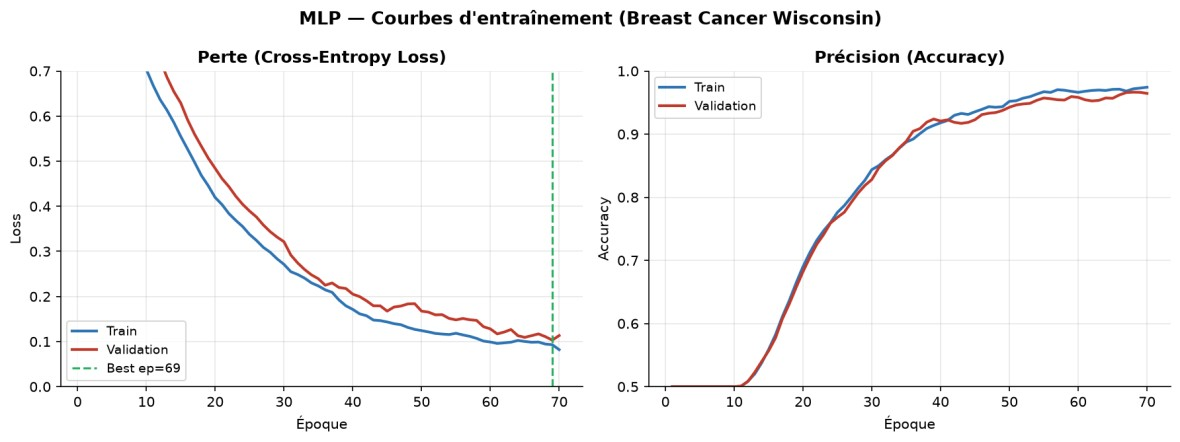 MLP — Courbes d'entraînement (Breast Cancer Wisconsin)
Perte (Cross-Entropy Loss)
0.7
0.6
0.5
0.4
0.3
0.2
0.1
0.0
Loss
Train
Validation
Best ep=69
0 10 20 30 40 50 60 70
Époque
Précision (Accuracy)
1.0
0.9
0.8
0.7
0.6
0.5
Accuracy
Train
Validation
0 10 20 30 40 50 60 70
Époque